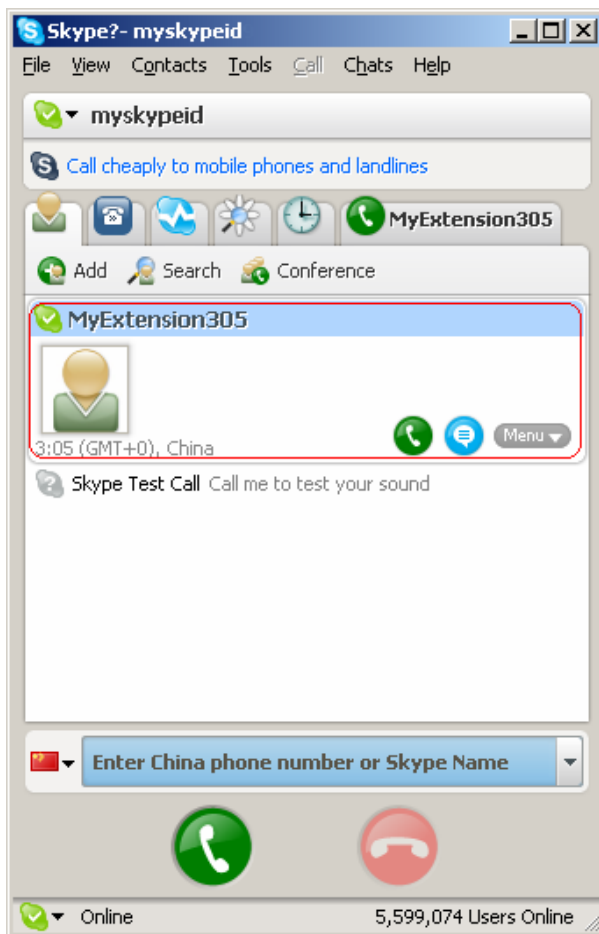 Skype?- myskypeid
File View Contacts Tools Call Chats Help
myskypeid
Call cheaply to mobile phones and landlines
MyExtension305
Add Search Conference
MyExtension305
Menu
3:05 (GMT+0), China
Skype Test Call Call me to test your sound
Enter China phone number or Skype Name
Online 5,599,074 Users Online